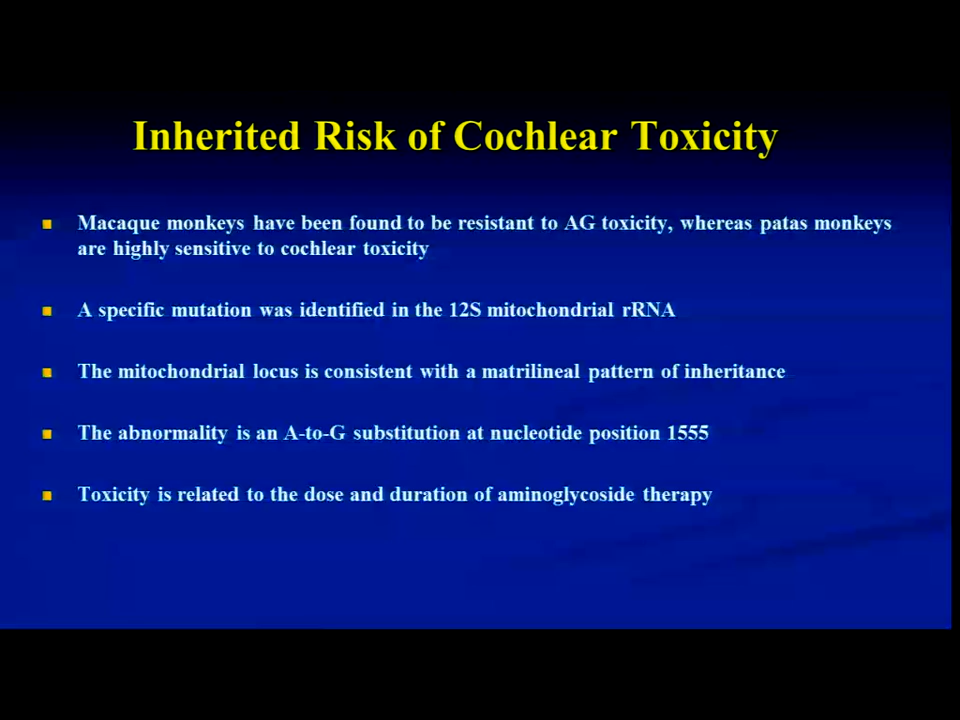 Inherited Risk of Cochlear Toxicity
Macaque monkeys have been found to be resistant to AG toxicity, whereas patas monkeys
are highly sensitive to cochlear toxicity
A specific mutation was identified in the 12S mitochondrial rRNA
The mitochondrial locus is consistent with a matrilineal pattern of inheritance
The abnormality is an A-to-G substitution at nucleotide position 1555
Toxicity is related to the dose and duration of aminoglycoside therapy